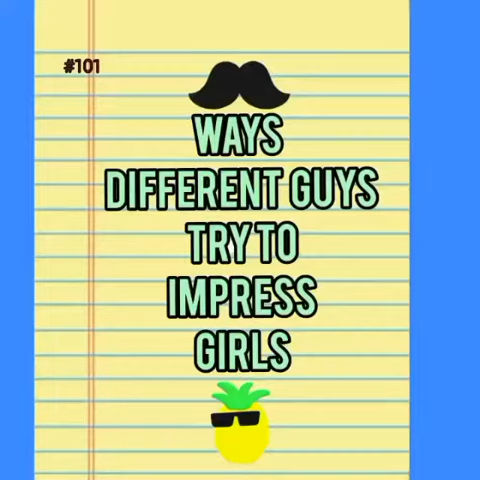 #101
WAYS
DIFFERENT GUYS
TRY TO
IMPRESS
GIRLS